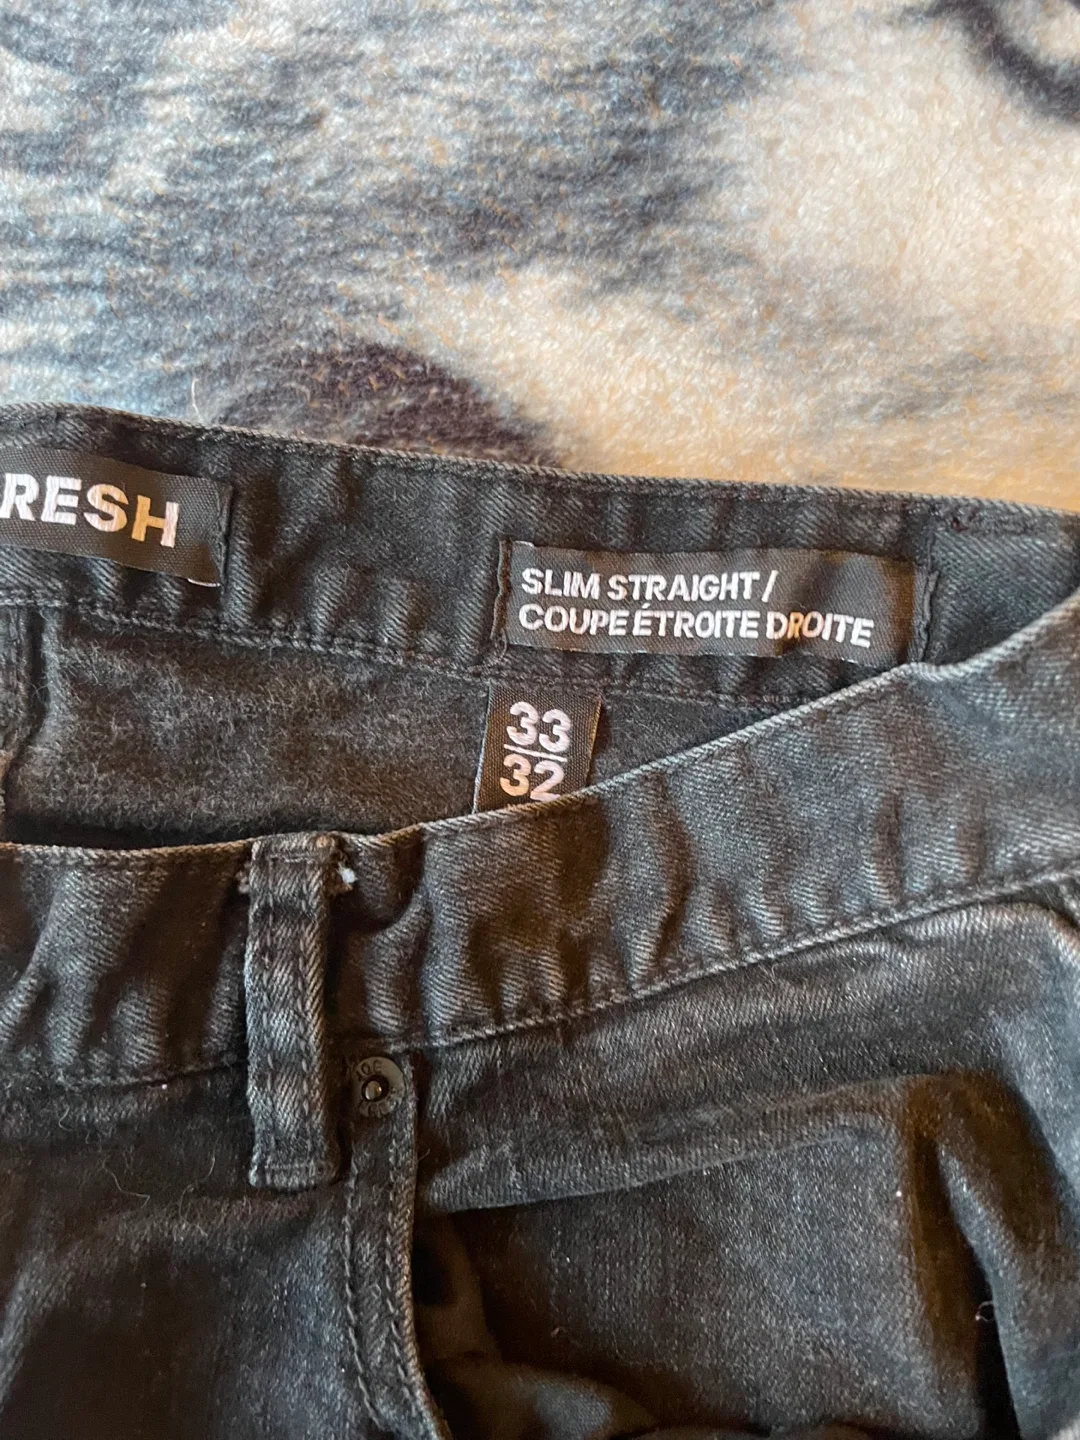 RESH
SLIM STRAIGHT /
COUPE ÉTROITE DROITE
33
32